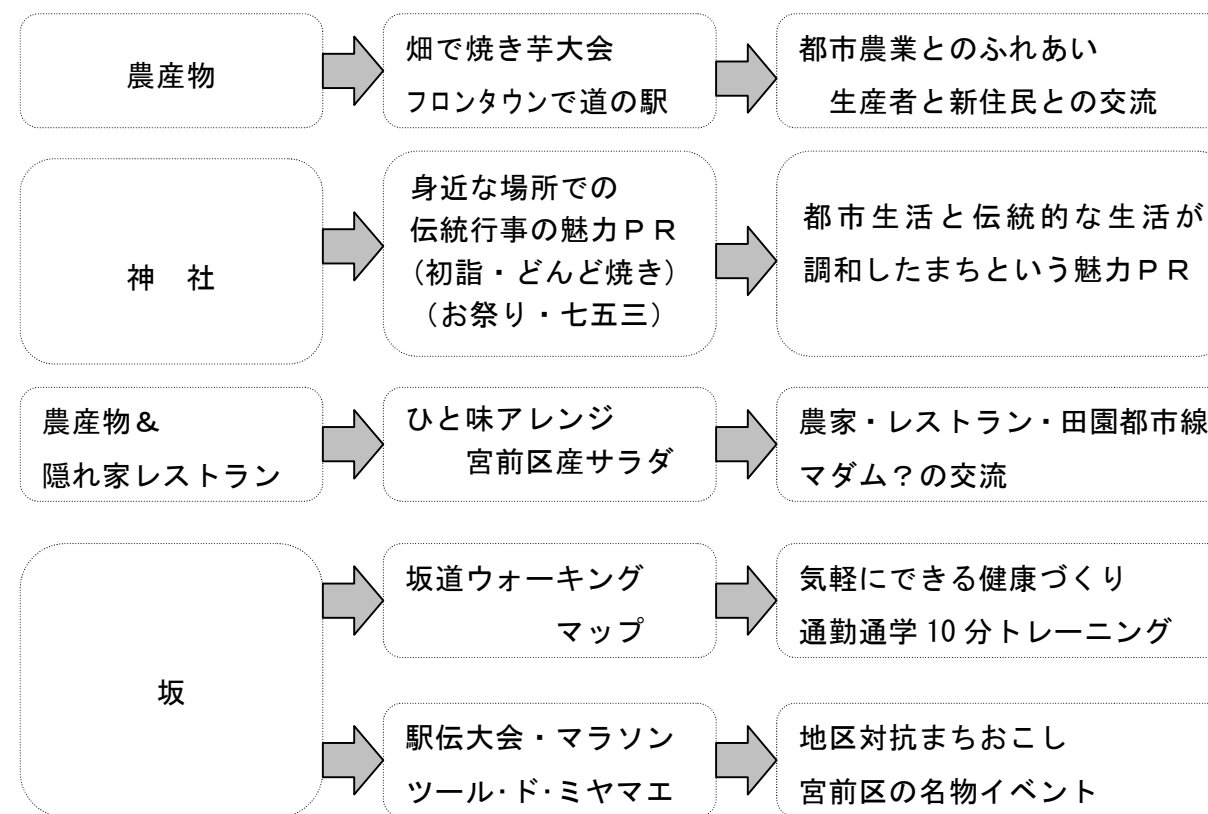 農産物
畑で焼き芋大会
フロンタウンで道の駅
都市農業とのふれあい
生産者と新住民との交流
神　社
身近な場所での
伝統行事の魅力ＰＲ
(初詣・どんど焼き)
(お祭り・七五三)
都市生活と伝統的な生活が
調和したまちという魅力ＰＲ
農産物＆
隠れ家レストラン
ひと味アレンジ
宮前区産サラダ
農家・レストラン・田園都市線
マダム？の交流
坂
坂道ウォーキング
マップ
気軽にできる健康づくり
通勤通学 10 分トレーニング
駅伝大会・マラソン
ツール・ド・ミヤマエ
地区対抗まちおこし
宮前区の名物イベント